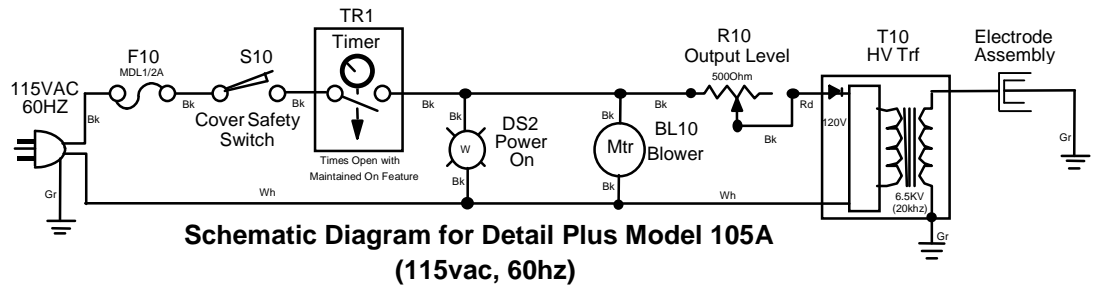 115VAC
60HZ
Bk
Gr
F10
MDL1/2A
Bk
S10
Cover Safety
Switch
Bk
TR1
Timer
Times Open with
Maintained On Feature
Wh
Bk
Bk
W
Bk
DS2
Power
On
Bk
Mtr
Bk
BL10
Blower
Bk
R10
Output Level
500Ohm
Bk
Rd
Wh
T10
HV Trf
120V
6.5KV
(20khz)
Gr
Electrode
Assembly
Gr
Schematic Diagram for Detail Plus Model 105A
(115vac, 60hz)